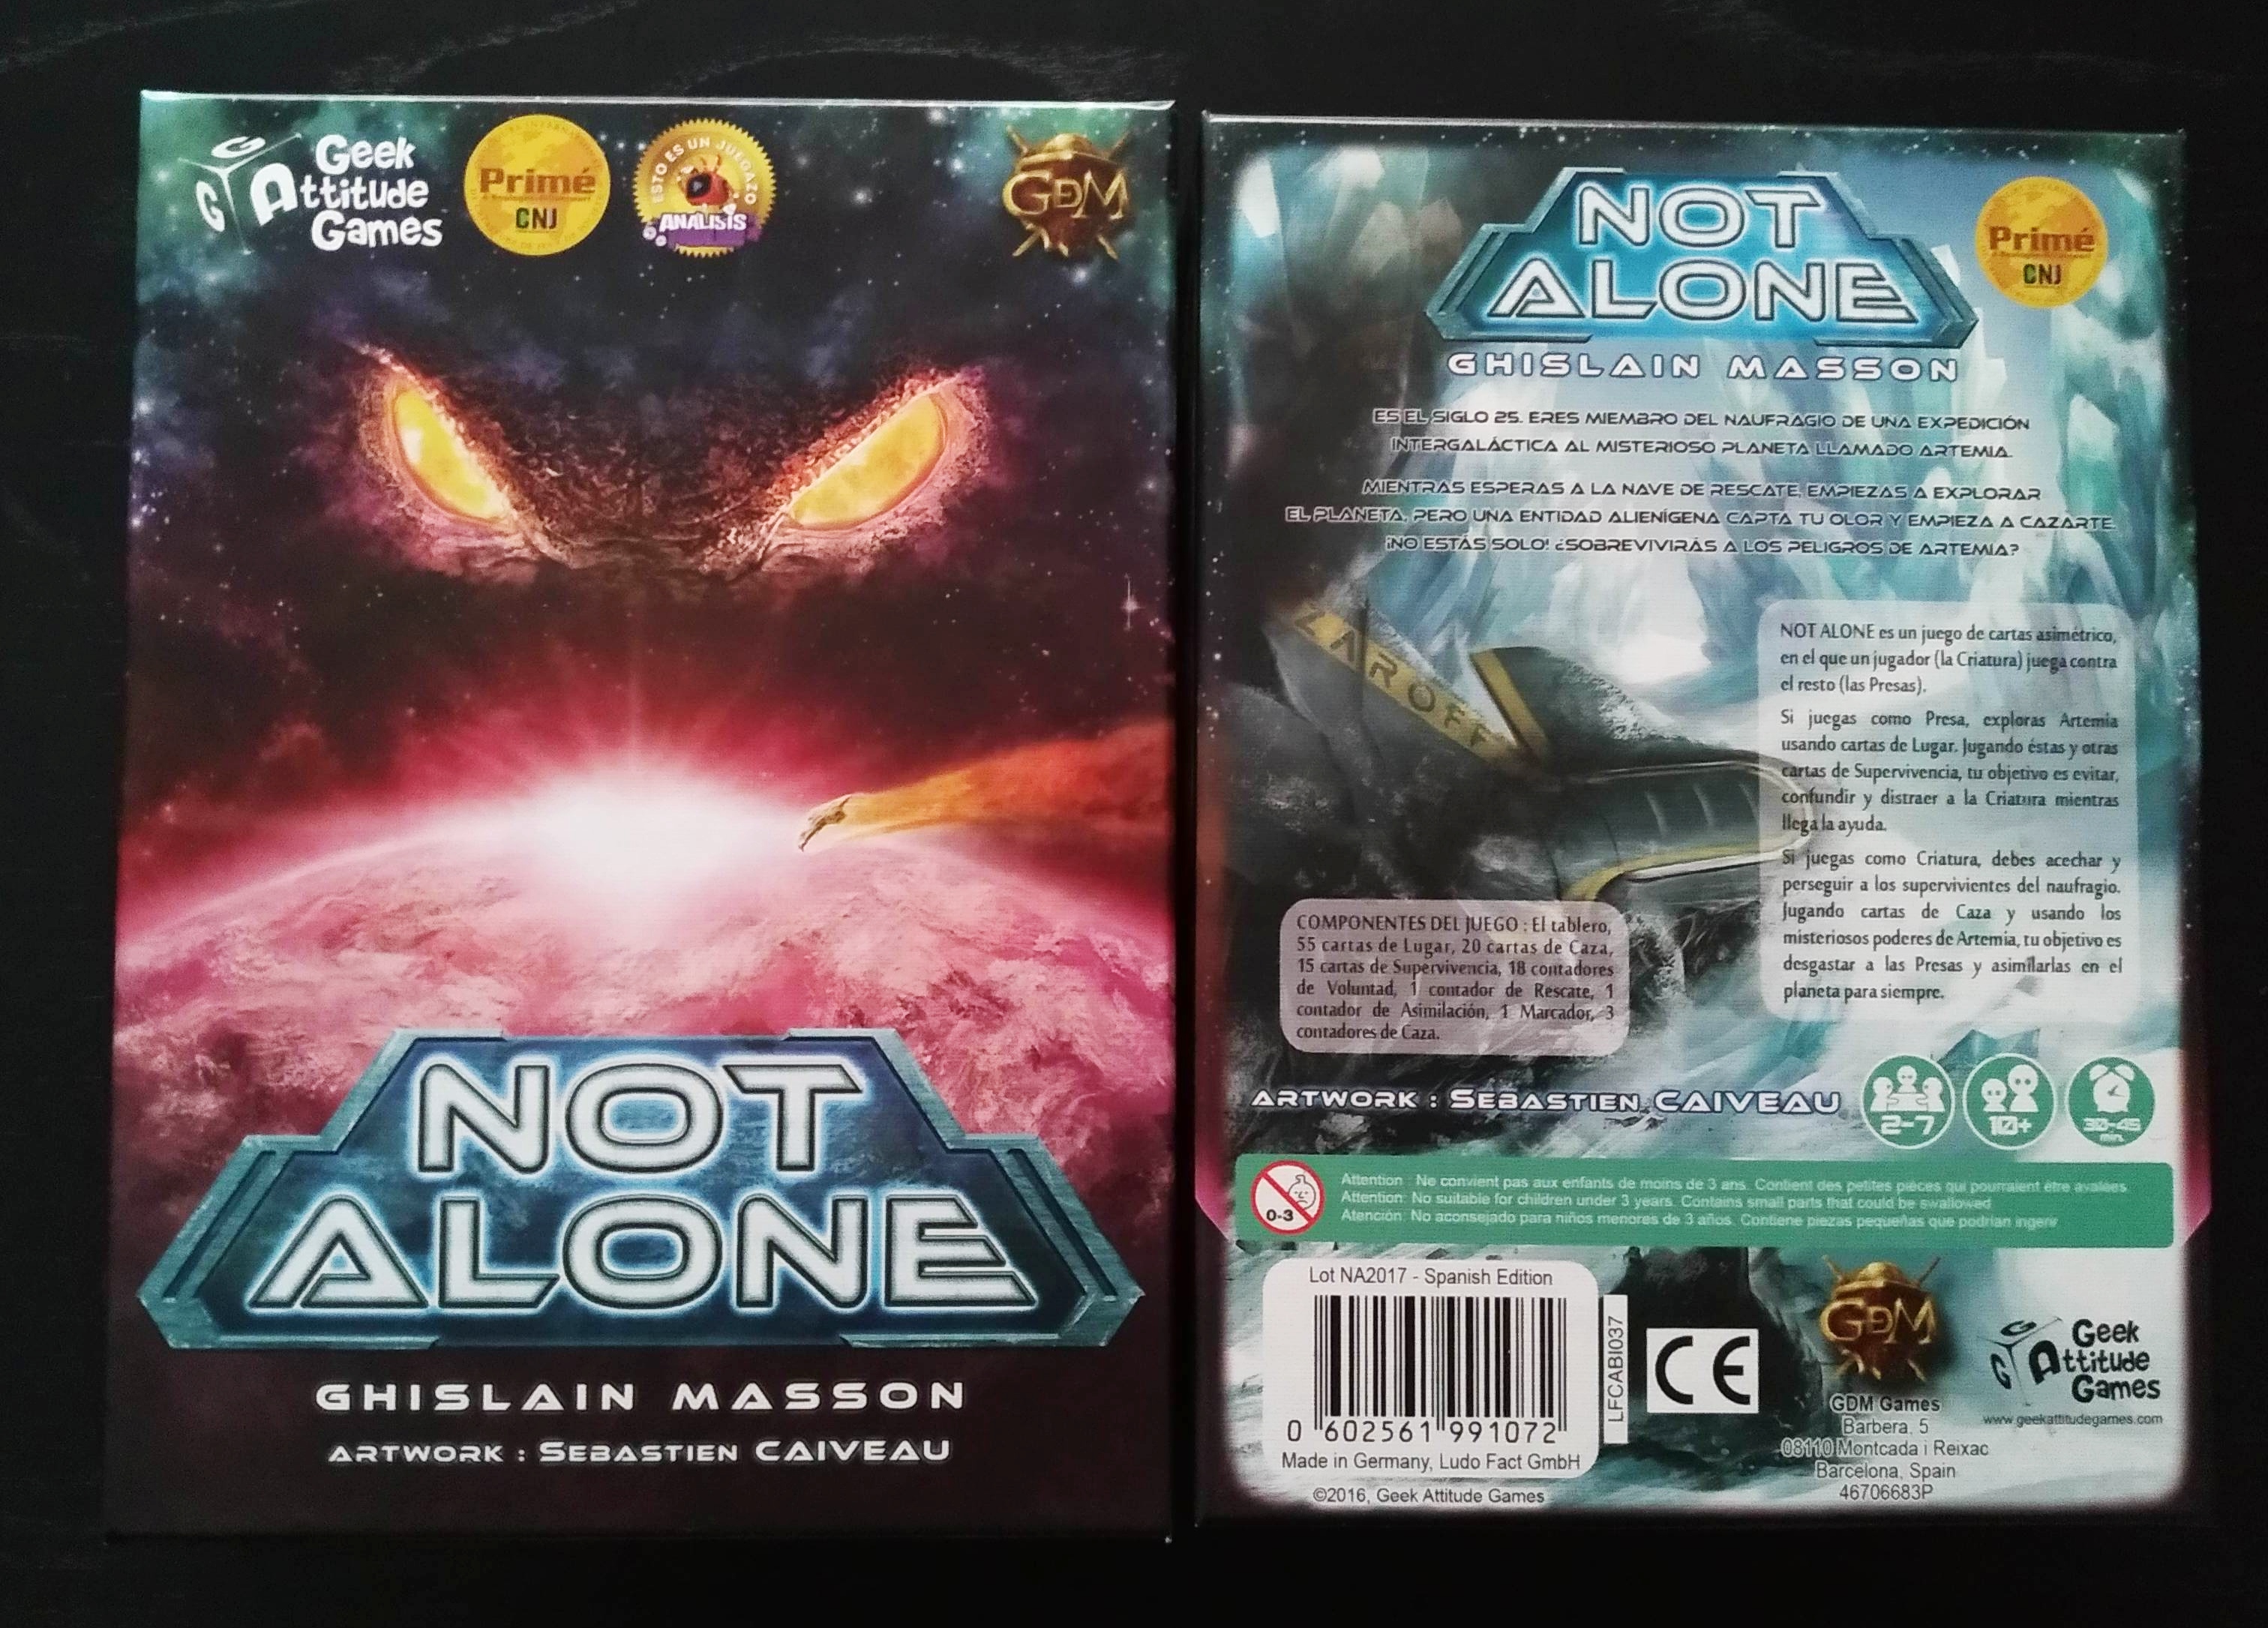 Geek
Attitude
Games
Primé
CNJ
ESTO ES UN JUEGAZO
ANÁLISIS
GDM
NOT
ALONE
GHISLAIN MASSON
ARTWORK : SEBASTIEN CAIVEAU
NOT
ALONE
Primé
CNJ
GHISLAIN MASSON
ES EL SIGLO 25. ERES MIEMBRO DEL NAUFRAGIO DE UNA EXPEDICIÓN
INTERGALÁCTICA AL MISTERIOSO PLANETA LLAMADO ARTEMIA.
MIENTRAS ESPERAS A LA NAVE DE RESCATE, EMPIEZAS A EXPLORAR
EL PLANETA, PERO UNA ENTIDAD ALIENÍGENA CAPTA TU OLOR Y EMPIEZA A CAZARTE.
¡NO ESTÁS SOLO! ¿SOBREVIVIRÁS A LOS PELIGROS DE ARTEMIA?
ZAROFF
NOT ALONE es un juego de cartas asimétrico,
en el que un jugador (la Criatura) juega contra
el resto (las Presas).
Si juegas como Presa, exploras Artemia
usando cartas de Lugar. Jugando éstas y otras
cartas de Supervivencia, tu objetivo es evitar,
confundir y distraer a la Criatura mientras
llega la ayuda.
Si juegas como Criatura, debes acechar y
perseguir a los supervivientes del naufragio.
Jugando cartas de Caza y usando los
misteriosos poderes de Artemia, tu objetivo es
desgastar a las Presas y asimilarlas en el
planeta para siempre.
COMPONENTES DEL JUEGO : El tablero,
55 cartas de Lugar, 20 cartas de Caza,
15 cartas de Supervivencia, 18 contadores
de Voluntad, 1 contador de Rescate, 1
contador de Asimilación, 1 Marcador, 3
contadores de Caza.
ARTWORK : SEBASTIEN CAIVEAU
2-7
10+
30-45
min.
0-3
Attention : Ne convient pas aux enfants de moins de 3 ans. Contient des petites pièces qui pourraient être avalées
Attention: No suitable for children under 3 years. Contains small parts that could be swallowed
Atención: No aconsejado para niños menores de 3 años. Contiene piezas pequeñas que podrían ingerir
Lot NA2017 - Spanish Edition
0 602561 991072
Made in Germany, Ludo Fact GmbH
©2016, Geek Attitude Games
LFCABI037
CE
GDM
GDM Games
Barbera, 5
08110 Montcada i Reixac
Barcelona, Spain
46706683P
Geek
Attitude
Games
www.geekattitudegames.com